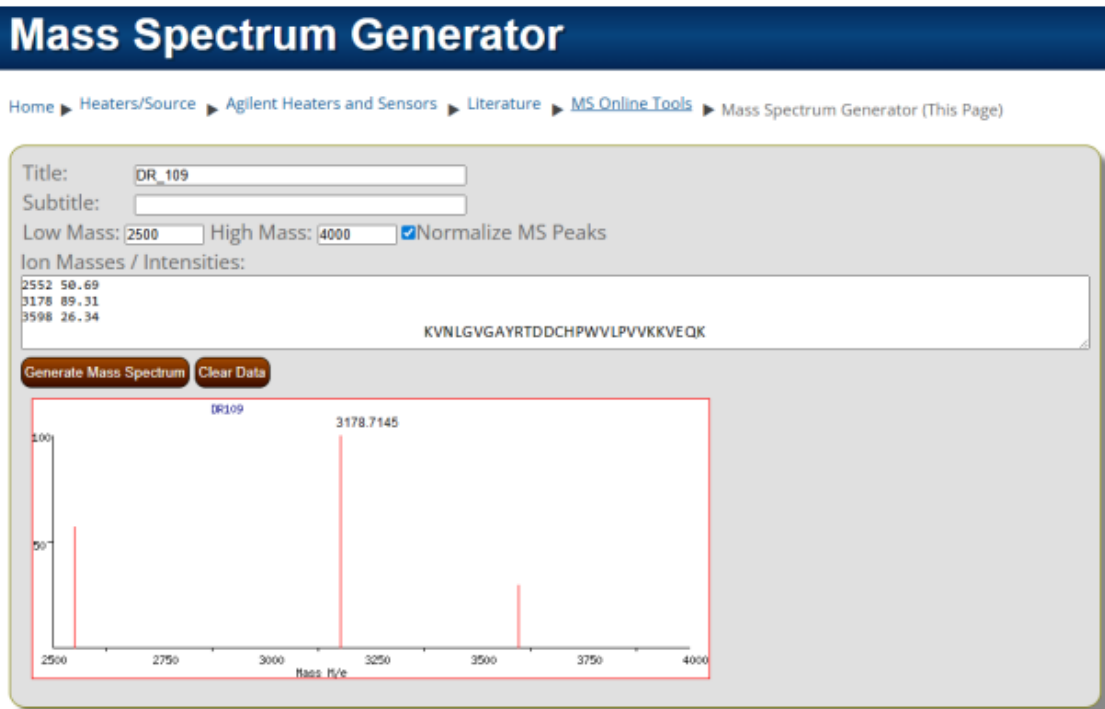 Mass Spectrum Generator
Home ▶ Heaters/Source ▶ Agilent Heaters and Sensors ▶ Literature ▶ MS Online Tools ▶ Mass Spectrum Generator (This Page)
Title: DR_109
Subtitle:
Low Mass: 2500 High Mass: 4000 Normalize MS Peaks
Ion Masses / Intensities:
2552 50.69
3178 89.31
3598 26.34
KVNLGVGAYRTDDCHPWVLPVVKKVEQK
Generate Mass Spectrum Clear Data
DR109
3178.7145
100
50
2500 2750 3000 3250 3500 3750 4000
Mass M/e